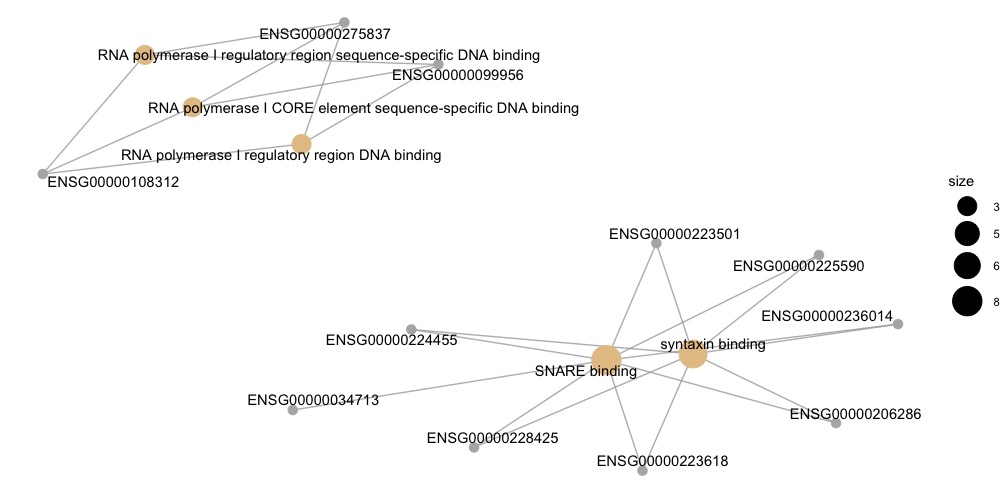 ENSG00000275837
RNA polymerase I regulatory region sequence-specific DNA binding
ENSG00000099956
RNA polymerase I CORE element sequence-specific DNA binding
RNA polymerase I regulatory region DNA binding
ENSG00000108312
size
3
5
6
8
ENSG00000223501
ENSG00000225590
ENSG00000236014
ENSG00000224455
syntaxin binding
SNARE binding
ENSG00000034713
ENSG00000206286
ENSG00000228425
ENSG00000223618